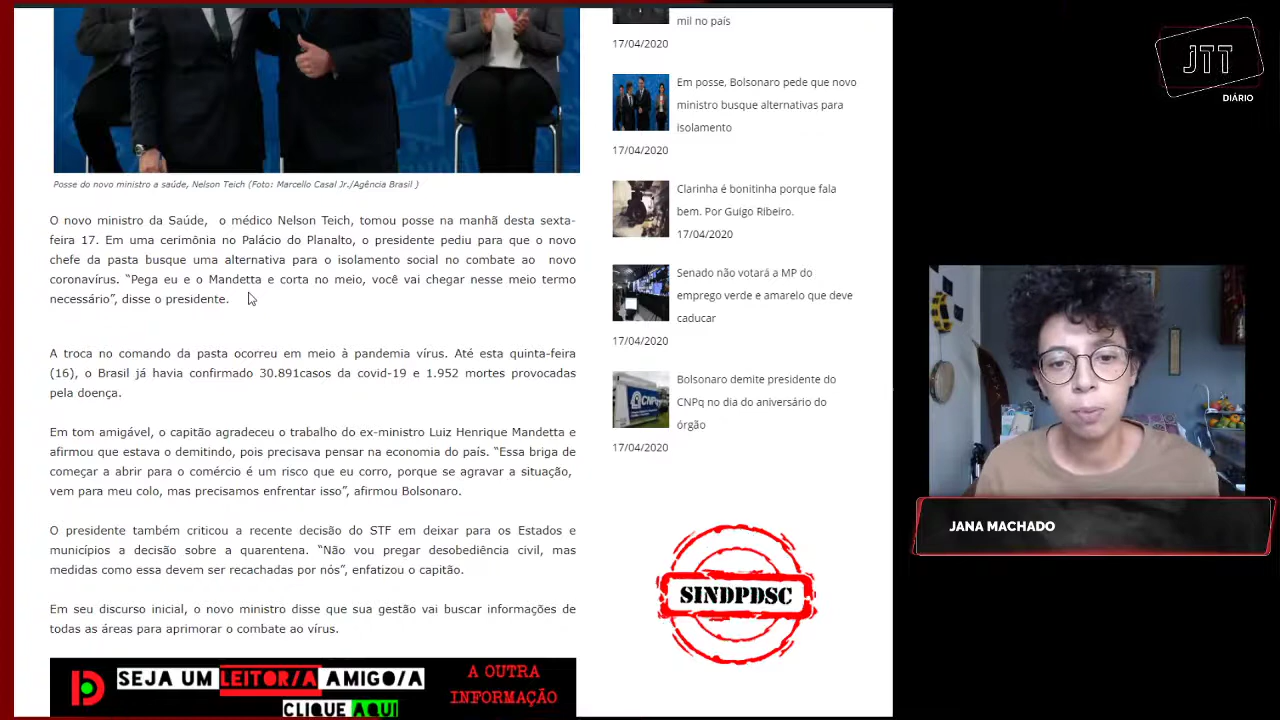 Posse do novo ministro a saúde, Nelson Teich (Foto: Marcello Casal Jr./Agência Brasil )
O novo ministro da Saúde, o médico Nelson Teich, tomou posse na manhã desta sexta-
feira 17. Em uma cerimônia no Palácio do Planalto, o presidente pediu para que o novo
chefe da pasta busque uma alternativa para o isolamento social no combate ao novo
coronavírus. “Pega eu e o Mandetta e corta no meio, você vai chegar nesse meio termo
necessário”, disse o presidente.
A troca no comando da pasta ocorreu em meio à pandemia vírus. Até esta quinta-feira
(16), o Brasil já havia confirmado 30.891casos da covid-19 e 1.952 mortes provocadas
pela doença.
Em tom amigável, o capitão agradeceu o trabalho do ex-ministro Luiz Henrique Mandetta e
afirmou que estava o demitindo, pois precisava pensar na economia do país. “Essa briga de
começar a abrir para o comércio é um risco que eu corro, porque se agravar a situação,
vem para meu colo, mas precisamos enfrentar isso”, afirmou Bolsonaro.
O presidente também criticou a recente decisão do STF em deixar para os Estados e
municípios a decisão sobre a quarentena. “Não vou pregar desobediência civil, mas
medidas como essa devem ser recachadas por nós”, enfatizou o capitão.
Em seu discurso inicial, o novo ministro disse que sua gestão vai buscar informações de
todas as áreas para aprimorar o combate ao vírus.
SEJA UM LEITOR/A AMIGO/A
CLIQUE AQUI
A OUTRA
INFORMAÇÃO
mil no país
17/04/2020
Em posse, Bolsonaro pede que novo
ministro busque alternativas para
isolamento
17/04/2020
Clarinha é bonitinha porque fala
bem. Por Guigo Ribeiro.
17/04/2020
Senado não votará a MP do
emprego verde e amarelo que deve
caducar
17/04/2020
CNPq
Bolsonaro demite presidente do
CNPq no dia do aniversário do
órgão
17/04/2020
SINDPDSC
JTT
DIÁRIO
JANA MACHADO